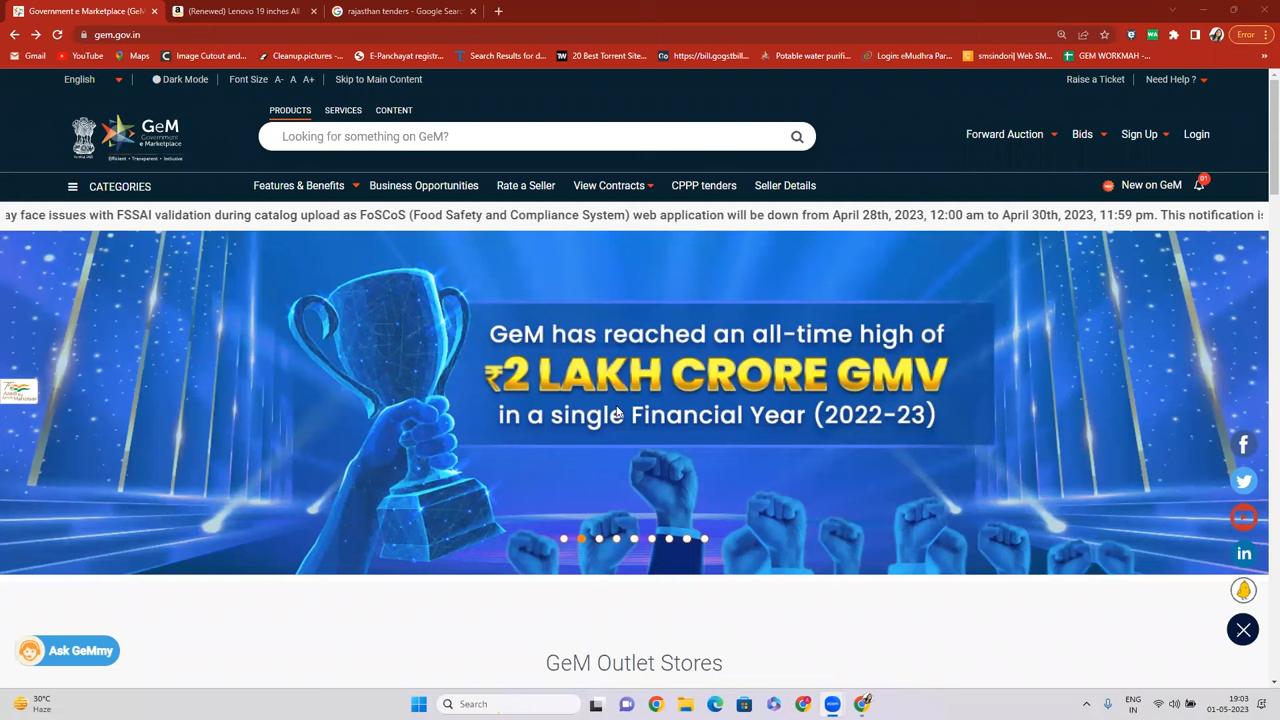 Government e Marketplace (GeM
(Renewed) Lenovo 19 inches All
rajasthan tenders - Google Searc
gem.gov.in
Error
Gmail
YouTube
Maps
Image Cutout and...
Cleanup.pictures -...
E-Panchayat registr...
Search Results for d...
20 Best Torrent Site...
https://bill.gogstbill...
Potable water purifi...
Login: eMudhra Par...
smsindori] Web SM...
GEM WORKMAH —...
English
Dark Mode
Font Size A- A A+
Skip to Main Content
Raise a Ticket
Need Help ?
PRODUCTS SERVICES CONTENT
GeM
Government
e Marketplace
Efficient • Transparent • Inclusive
Looking for something on GeM?
Forward Auction
Bids
Sign Up
Login
CATEGORIES
Features & Benefits
Business Opportunities
Rate a Seller
View Contracts
CPPP tenders
Seller Details
New on GeM
01
ay face issues with FSSAI validation during catalog upload as FoSCoS (Food Safety and Compliance System) web application will be down from April 28th, 2023, 12:00 am to April 30th, 2023, 11:59 pm. This notification is
GeM has reached an all-time high of
₹2 LAKH CRORE GMV
in a single Financial Year (2022-23)
Ask GeMmy
GeM Outlet Stores
30°C
Haze
Search
ENG
IN
19:03
01-05-2023